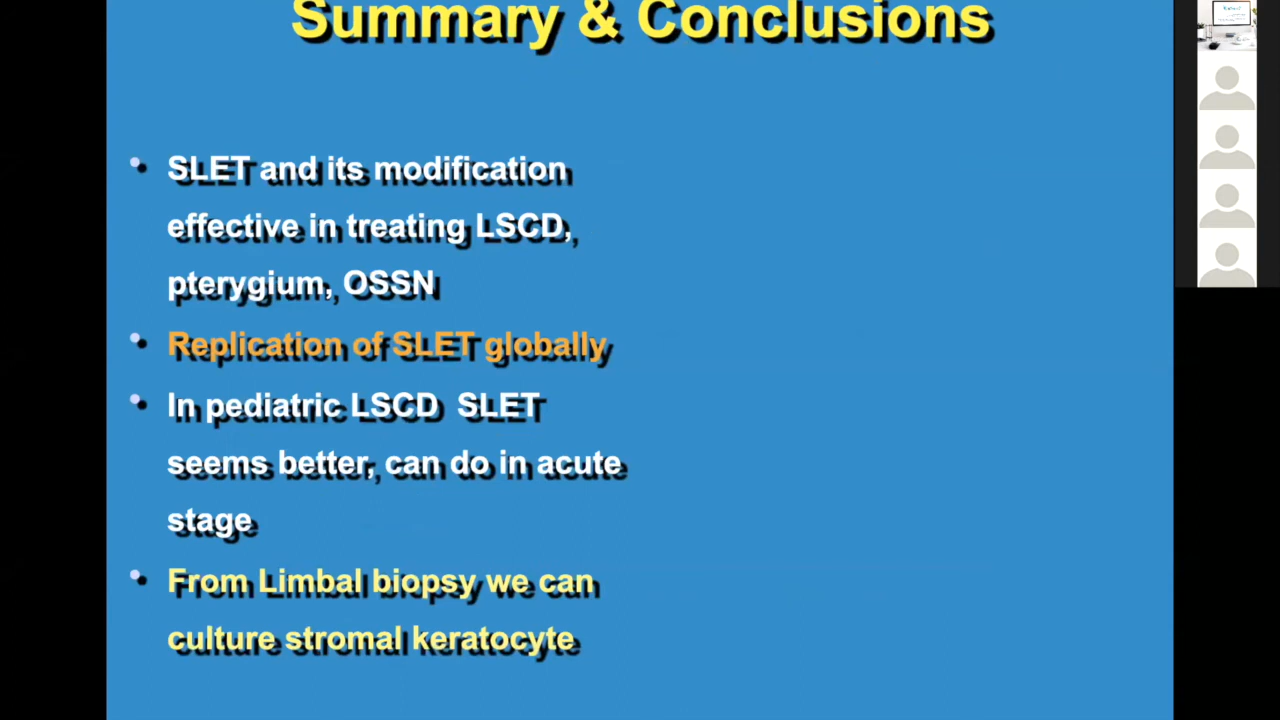 Summary & Conclusions
• SLET and its modification
effective in treating LSCD,
pterygium, OSSN
• Replication of SLET globally
• In pediatric LSCD SLET
seems better, can do in acute
stage
• From Limbal biopsy we can
culture stromal keratocyte